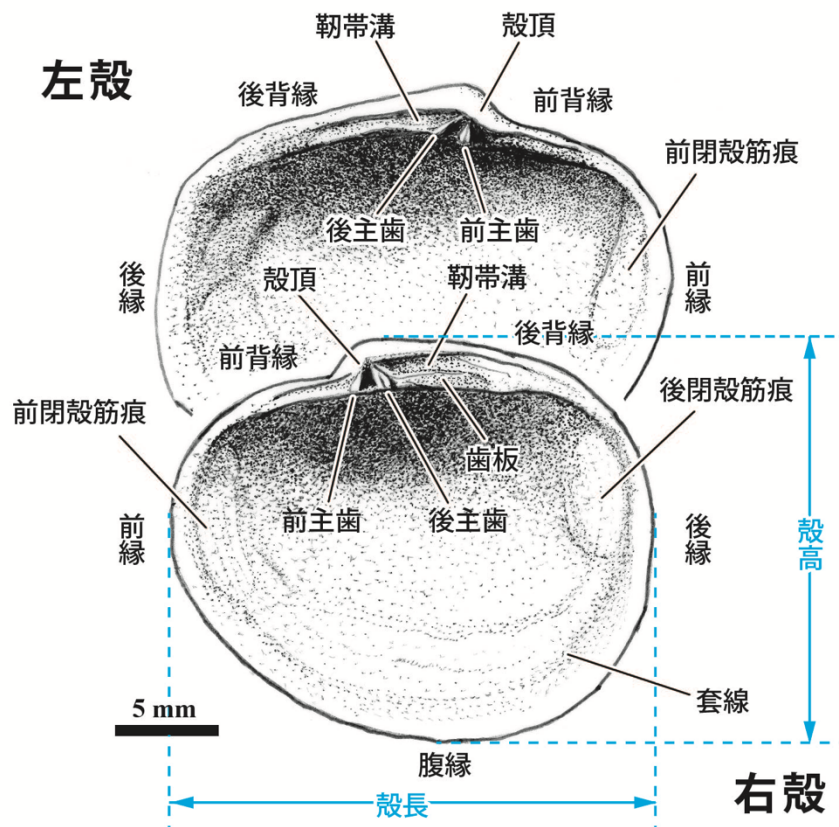 靭帯溝
殻頂
左殻
後背縁
前背縁
前閉殻筋痕
後主歯
前主歯
後縁
前縁
殻頂
靭帯溝
後背縁
前背縁
前閉殻筋痕
後閉殻筋痕
歯板
前主歯
後主歯
前縁
後縁
殻高
套線
5 mm
腹縁
殻長
右殻